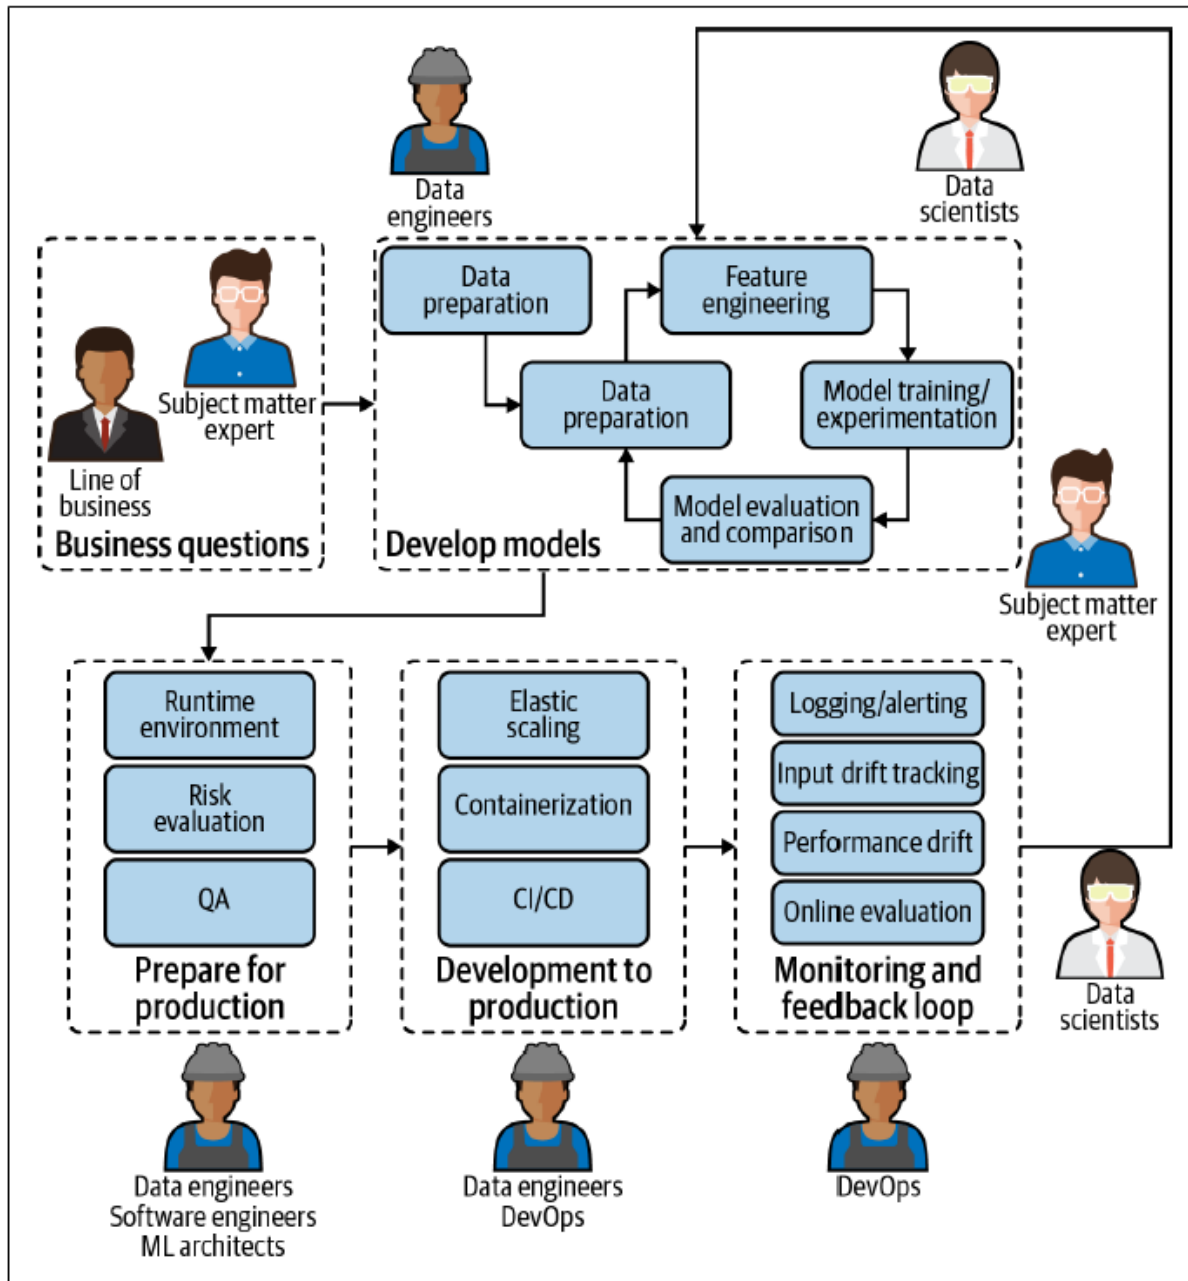 Data
engineers
Data
scientists
Subject matter
expert
Line of
business
Business questions
Data
preparation
Feature
engineering
Data
preparation
Model training/
experimentation
Model evaluation
and comparison
Develop models
Subject matter
expert
Runtime
environment
Risk
evaluation
QA
Prepare for
production
Elastic
scaling
Containerization
CI/CD
Development to
production
Logging/alerting
Input drift tracking
Performance drift
Online evaluation
Monitoring and
feedback loop
Data
scientists
Data engineers
Software engineers
ML architects
Data engineers
DevOps
DevOps